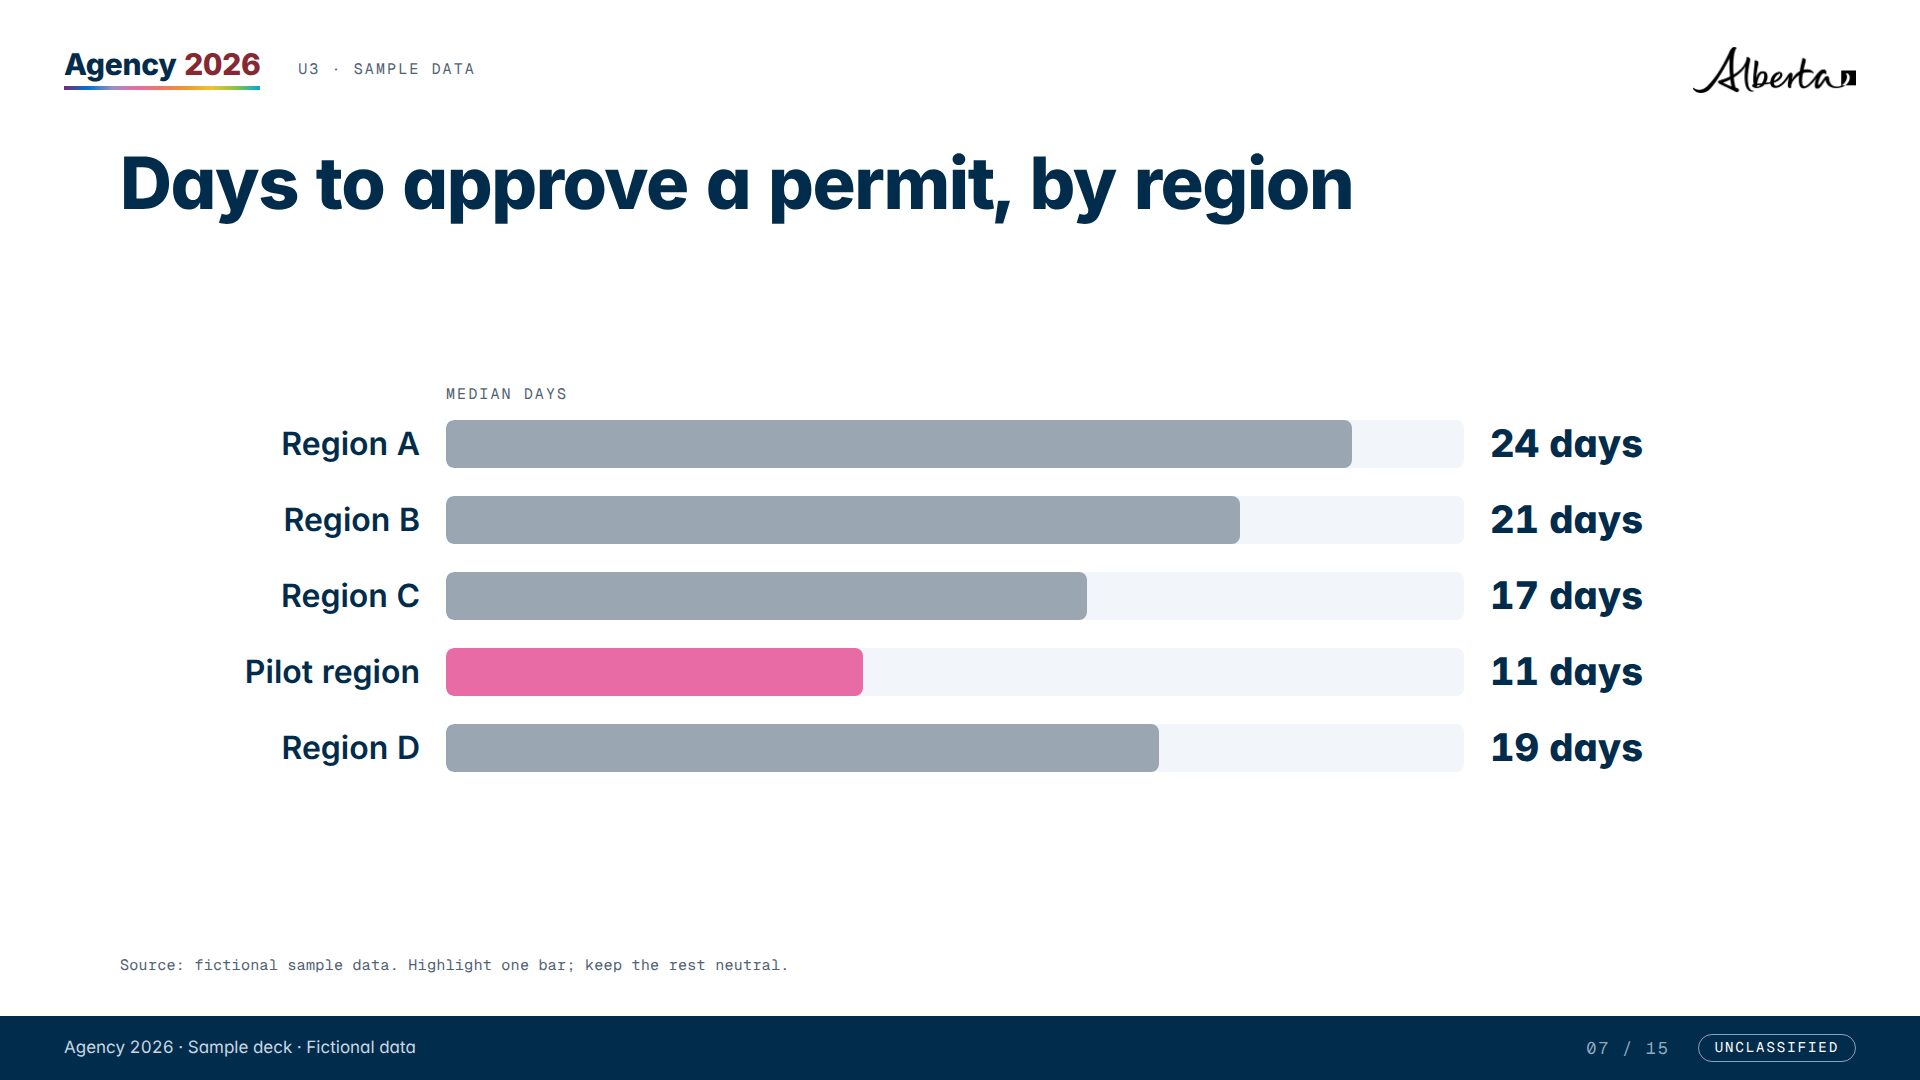 Agency 2026
U3 · SAMPLE DATA
Alberta
Days to approve a permit, by region
MEDIAN DAYS
Region A 24 days
Region B 21 days
Region C 17 days
Pilot region 11 days
Region D 19 days
Source: fictional sample data. Highlight one bar; keep the rest neutral.
Agency 2026 · Sample deck · Fictional data
07 / 15
UNCLASSIFIED